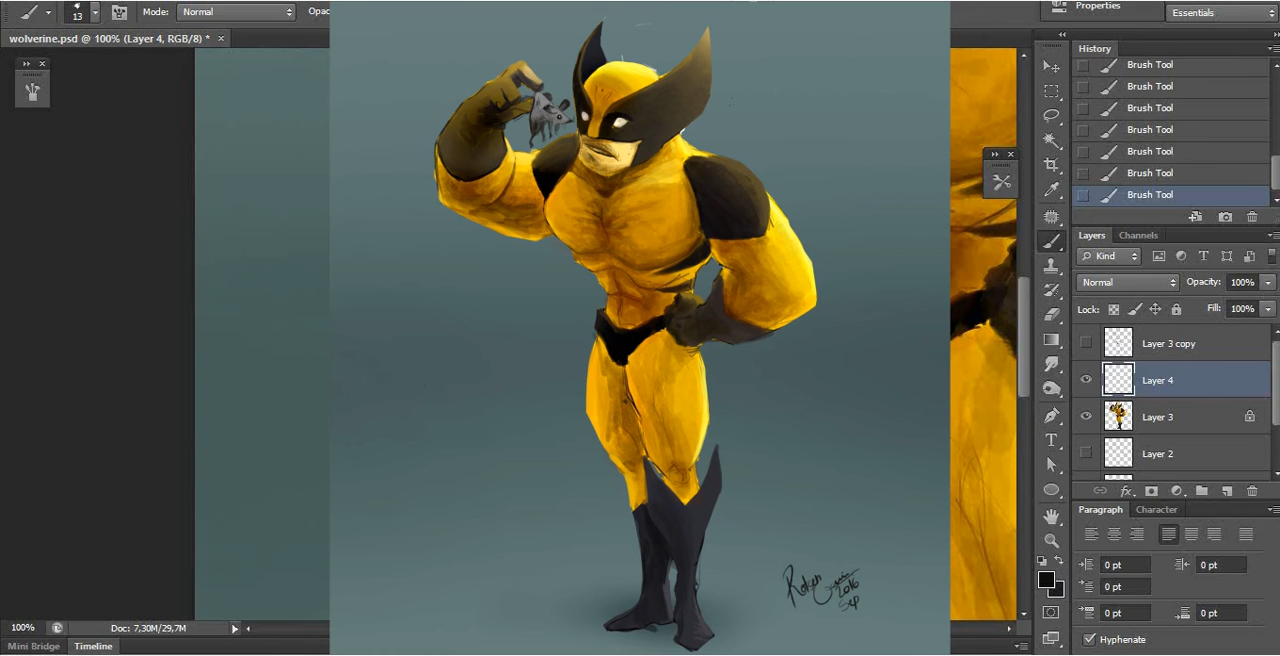 13
Mode:
Normal
Opac
Properties
Essentials
wolverine.psd @ 100% (Layer 4, RGB/8) *
History
Brush Tool
Brush Tool
Brush Tool
Brush Tool
Brush Tool
Brush Tool
Brush Tool
Layers
Channels
Kind
Normal
Opacity: 100%
Lock:
Fill: 100%
Layer 3 copy
Layer 4
Layer 3
Layer 2
Paragraph
Character
0 pt
0 pt
0 pt
0 pt
0 pt
Hyphenate
2016
Sep
100%
Doc: 7,30M/29,7M
Mini Bridge
Timeline